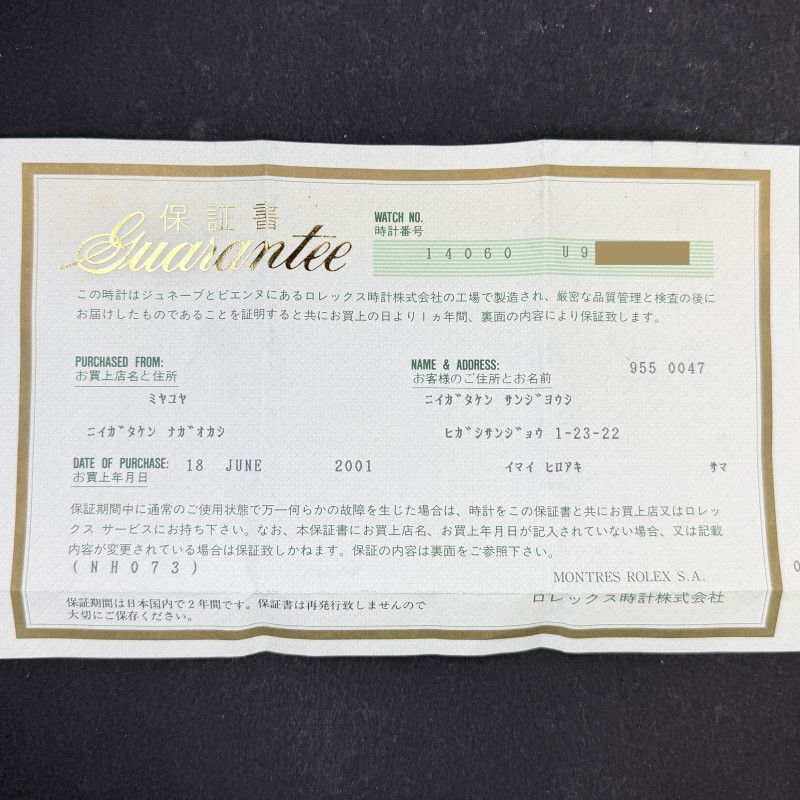 保証書
Guarantee
WATCH NO.
時計番号
14060 U9
この時計はジュネーブとビエンヌにあるロレックス時計株式会社の工場で製造され、厳密な品質管理と検査の後に
お届けしたものであることを証明すると共にお買上の日より1ヵ年間、裏面の内容により保証致します。
PURCHASED FROM:
お買上店名と住所
ミヤコヤ
ニイガ゛タケン ナガ゛オカシ
NAME & ADDRESS:
お客様のご住所とお名前
955 0047
ニイガ゛タケン サンジ゛ヨウシ
ヒガ゛シサンジ゛ョウ 1-23-22
イマイ ヒロアキ サマ
DATE OF PURCHASE:
お買上年月日
18 JUNE 2001
保証期間中に通常のご使用状態で万一何らかの故障を生じた場合は、時計をこの保証書と共にお買上店又はロレッ
クス サービスにお持ち下さい。なお、本保証書にお買上店名、お買上年月日が記入されていない場合、又は記載
内容が変更されている場合は保証致しかねます。保証の内容は裏面をご参照下さい。
(NH073)
MONTRES ROLEX S.A.
ロレックス時計株式会社
保証期間は日本国内で2年間です。保証書は再発行致しませんので
大切にご保存ください。